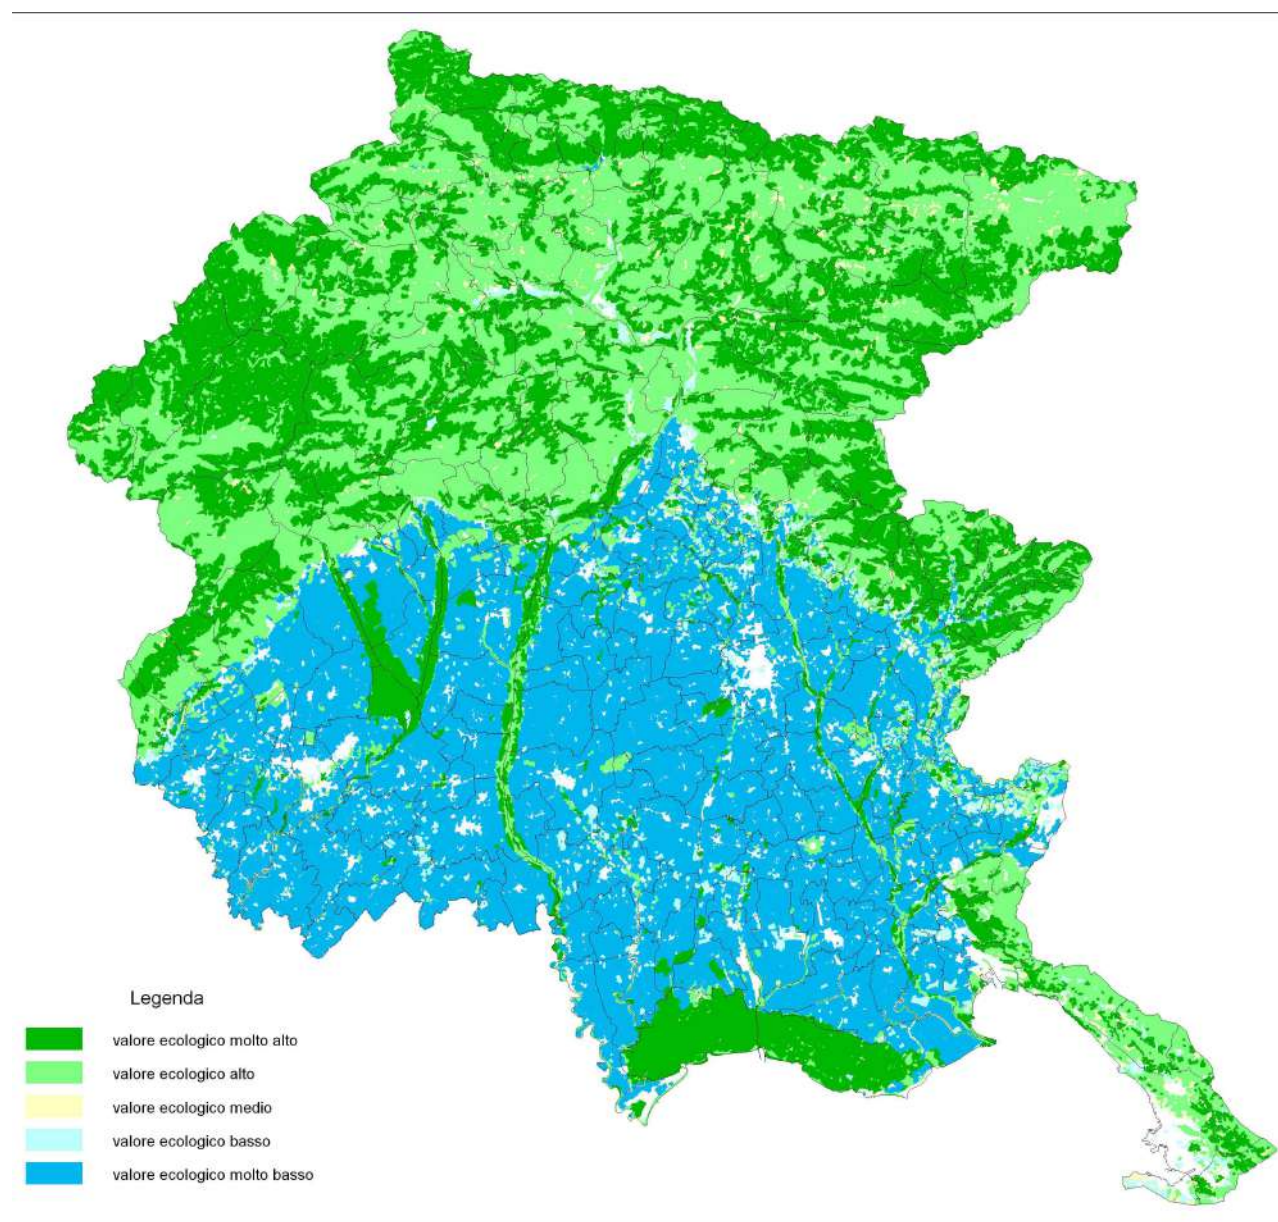 Legenda
valore ecologico molto alto
valore ecologico alto
valore ecologico medio
valore ecologico basso
valore ecologico molto basso